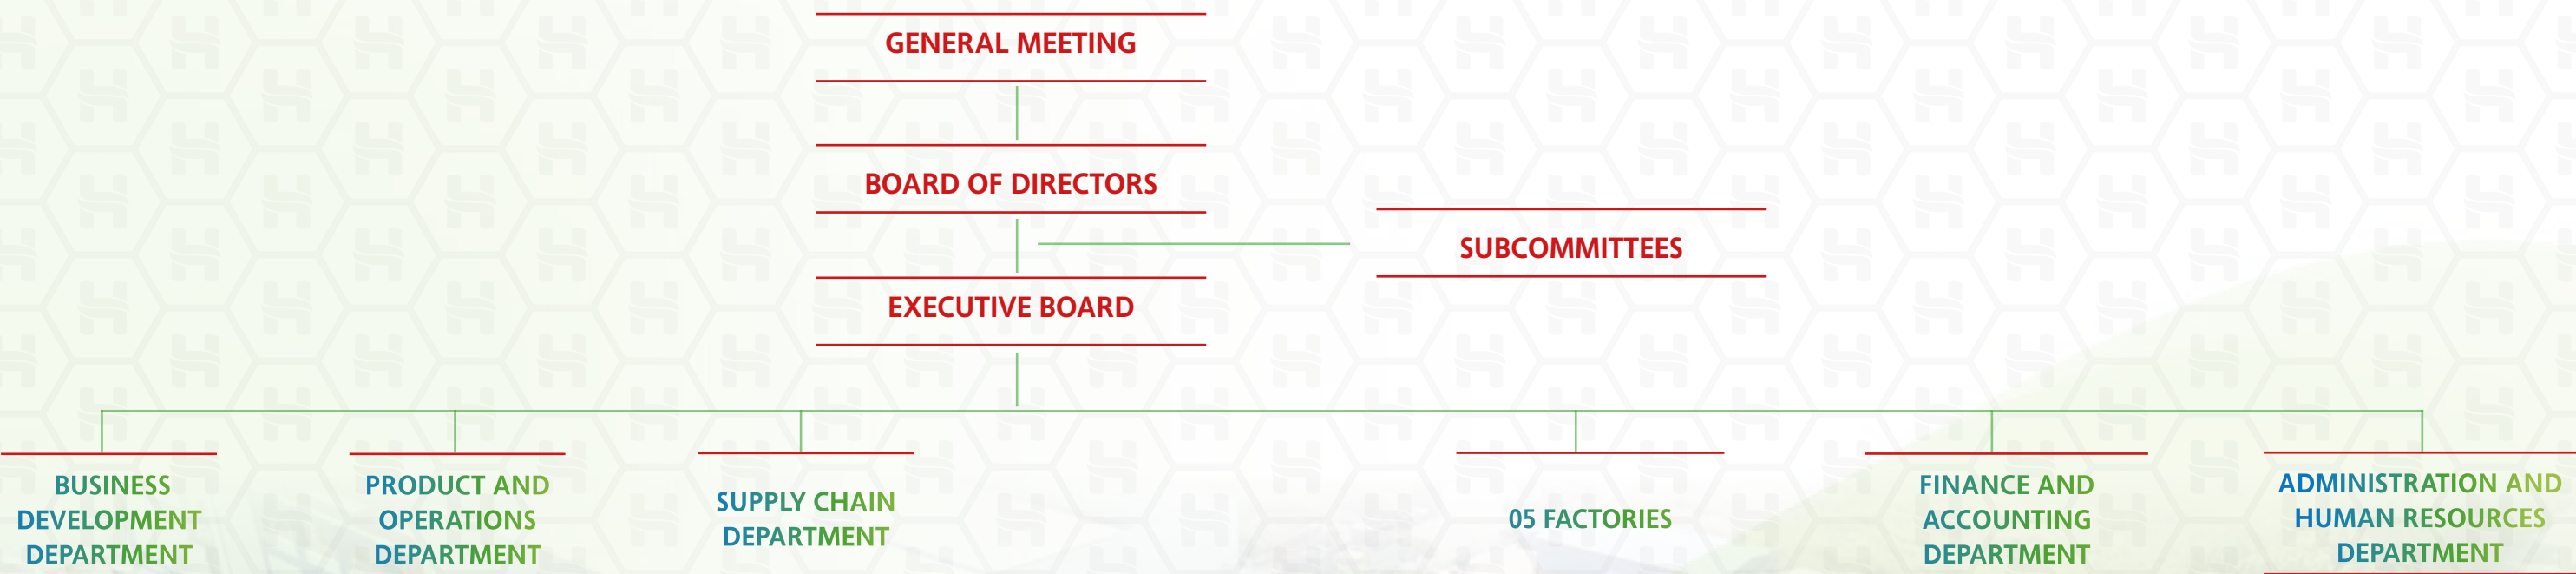 GENERAL MEETING
BOARD OF DIRECTORS
SUBCOMMITTEES
EXECUTIVE BOARD
BUSINESS
DEVELOPMENT
DEPARTMENT
PRODUCT AND
OPERATIONS
DEPARTMENT
SUPPLY CHAIN
DEPARTMENT
05 FACTORIES
FINANCE AND
ACCOUNTING
DEPARTMENT
ADMINISTRATION AND
HUMAN RESOURCES
DEPARTMENT